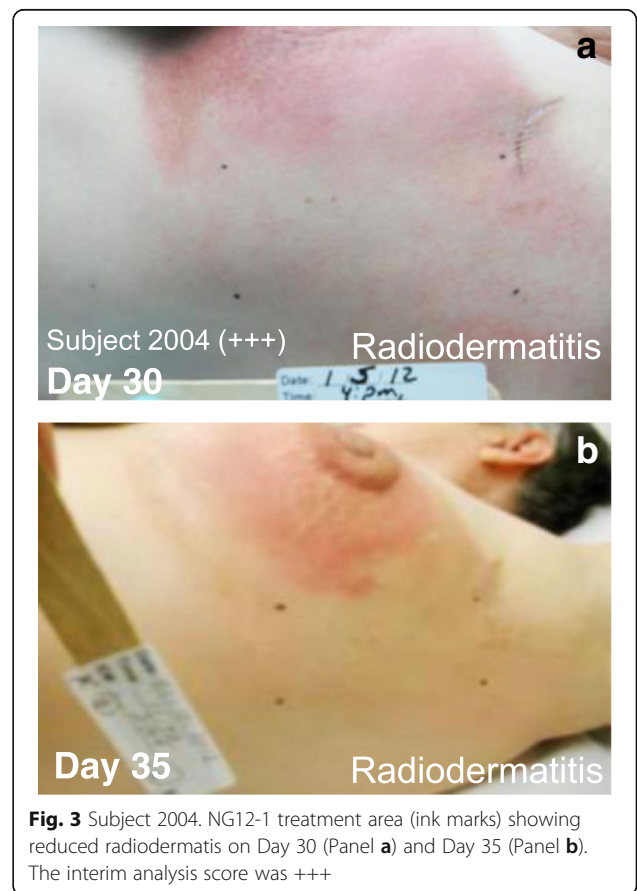 a
Subject 2004 (+++)
Radiodermatitis
Day 30
Date: 1 5 12
Time:
4:pm,
b
Day 35
Radiodermatitis
Fig. 3 Subject 2004. NG12-1 treatment area (ink marks) showing
reduced radiodermatis on Day 30 (Panel a) and Day 35 (Panel b).
The interim analysis score was +++